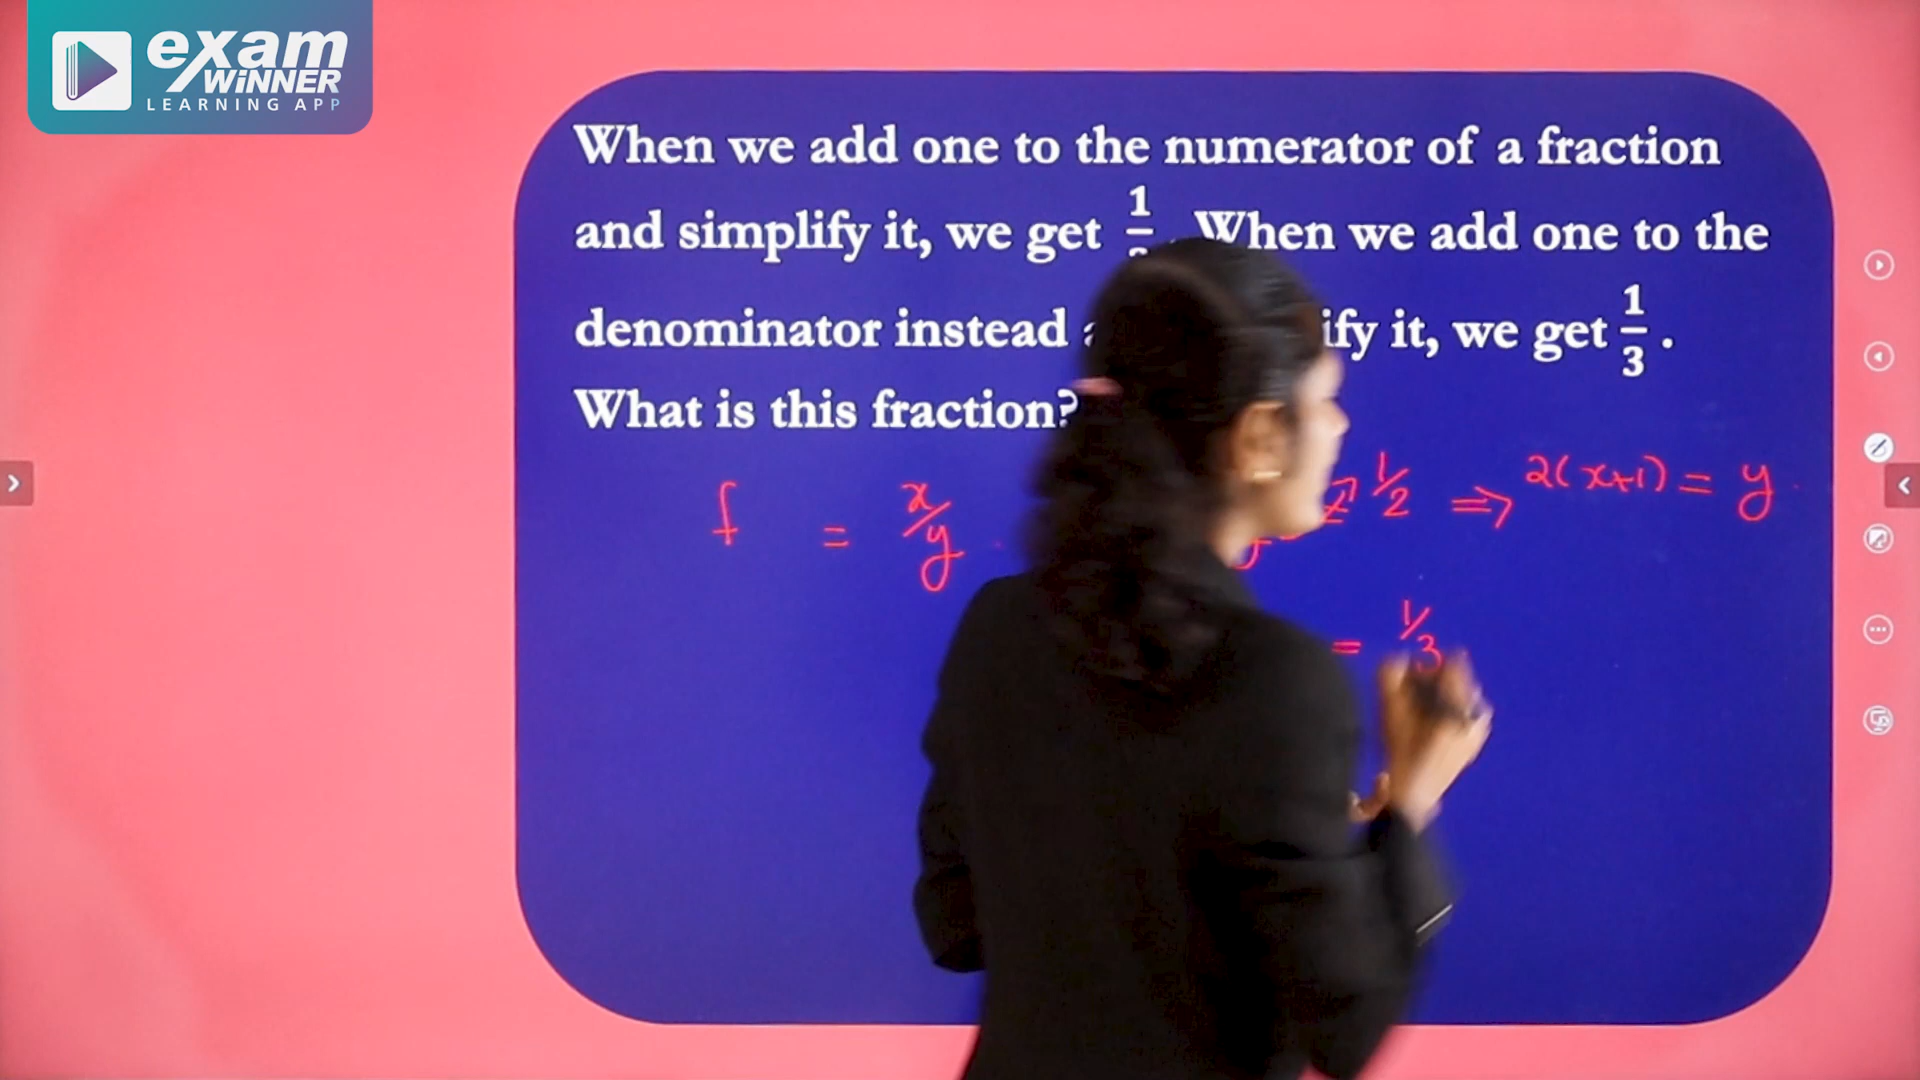 exam
WiNNER
LEARNING APP
When we add one to the numerator of a fraction
and simplify it, we get 1/ . When we add one to the
denominator instead ify it, we get 1/3 .
What is this fraction?
f = x/y 1/2 ⇒ 2(x+1) = y
= 1/3